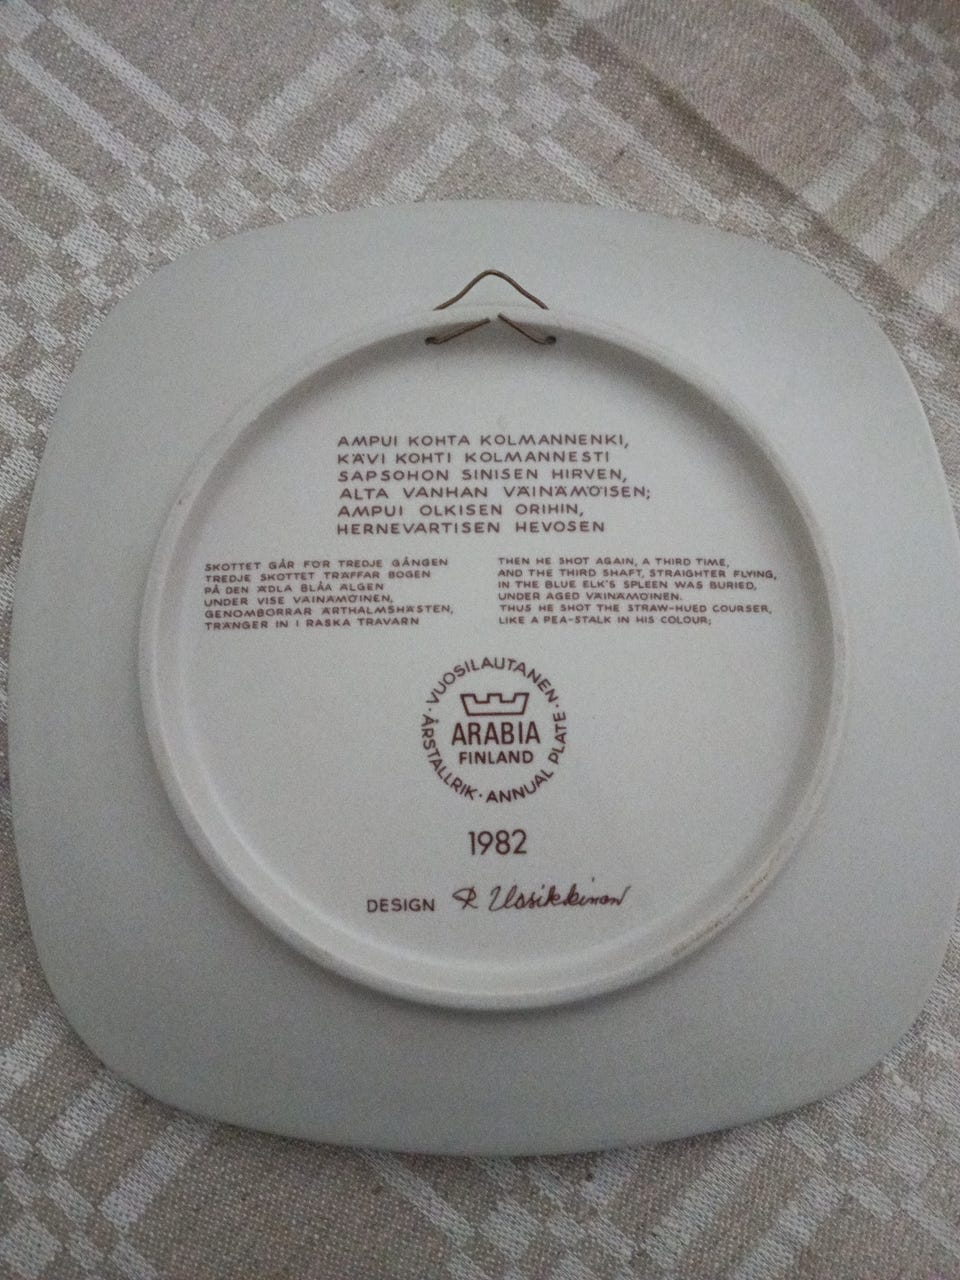 AMPUI KOHTA KOLMANNENKI,
KÄVI KOHTI KOLMANNESTI
SAPSOHON SINISEN HIRVEN,
ALTA VANHAN VÄINÄMÖISEN;
AMPUI OLKISEN ORIHIN,
HERNEVARTISEN HEVOSEN
SKOTTET GÅR FÖR TREDJE GÅNGEN
TREDJE SKOTTET TRÄFFAR BOGEN
PÅ DEN ÄDLA BLÅA ÄLGEN
UNDER VISE VÄINÄMÖINEN,
GENOMBORRAR ÄRTHALMSHÄSTEN,
TRÄNGER IN I RASKA TRAVARN
THEN HE SHOT AGAIN, A THIRD TIME,
AND THE THIRD SHAFT, STRAIGHTER FLYING,
IN THE BLUE ELK'S SPLEEN WAS BURIED,
UNDER AGED VÄINÄMÖINEN.
THUS HE SHOT THE STRAW-HUED COURSER,
LIKE A PEA-STALK IN HIS COLOUR;
VUOSILAUTANEN · ANNUAL PLATE · ÅRSTALLRIK ·
ARABIA
FINLAND
1982
DESIGN R Uosikkinen